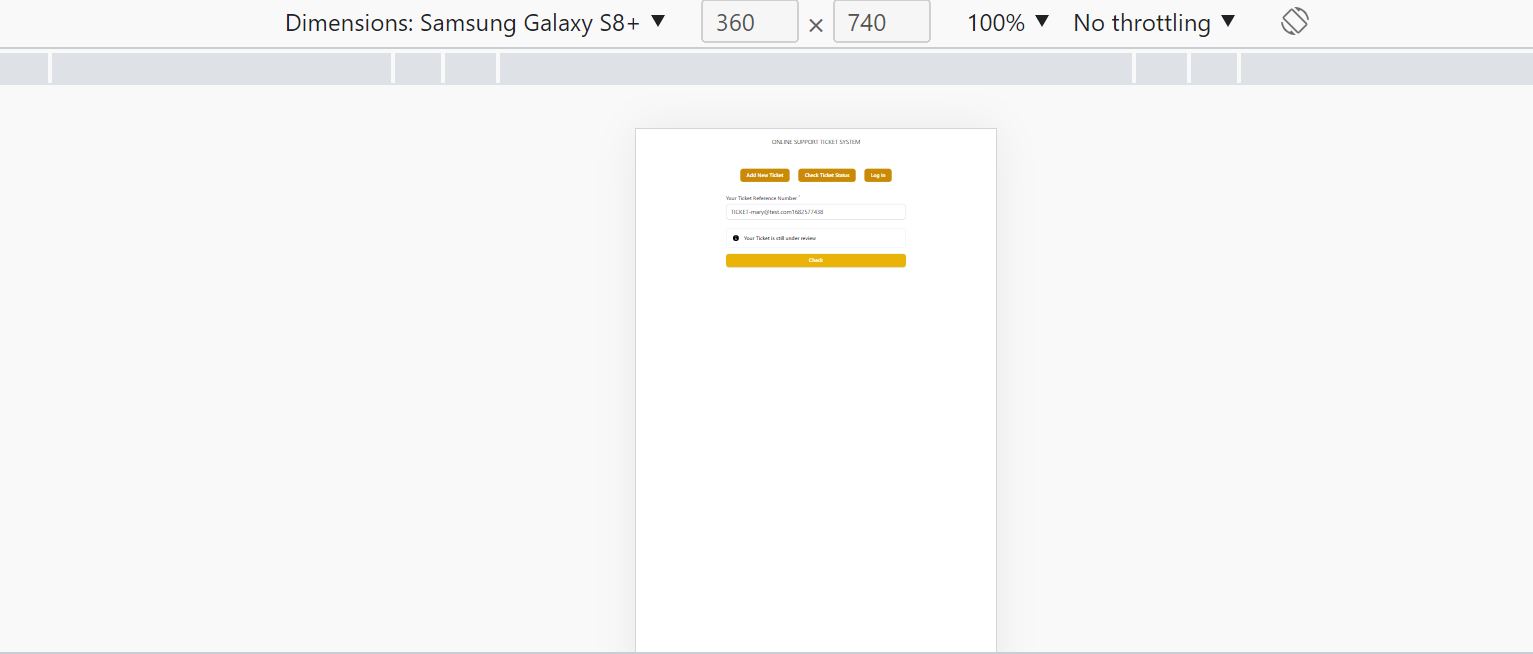 Dimensions: Samsung Galaxy S8+ ▼ 360 × 740 100% ▼ No throttling ▼
ONLINE SUPPORT TICKET SYSTEM
Add New Ticket Check Ticket Status Log In
Your Ticket Reference Number *
TICKET-mary@test.com1682577438
Your Ticket is still under review
Check